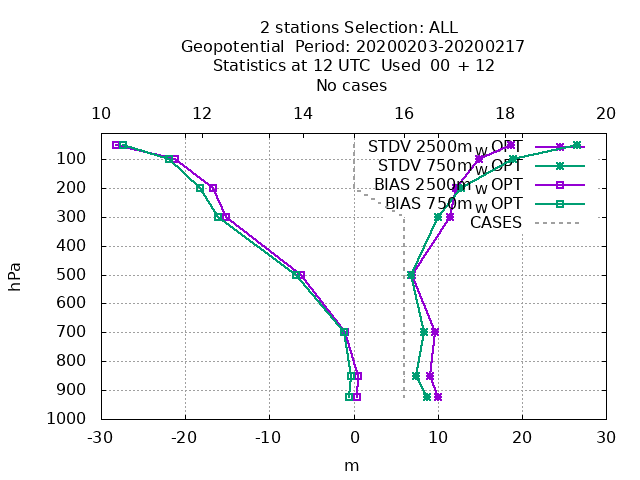 2 stations Selection: ALL
Geopotential  Period: 20200203-20200217
Statistics at 12 UTC  Used  00 + 12
No cases
10 12 14 16 18 20
STDV 2500m W OPT
STDV 750m W OPT
BIAS 2500m W OPT
BIAS 750m W OPT
CASES
hPa
100
200
300
400
500
600
700
800
900
1000
-30 -20 -10 0 10 20 30
m